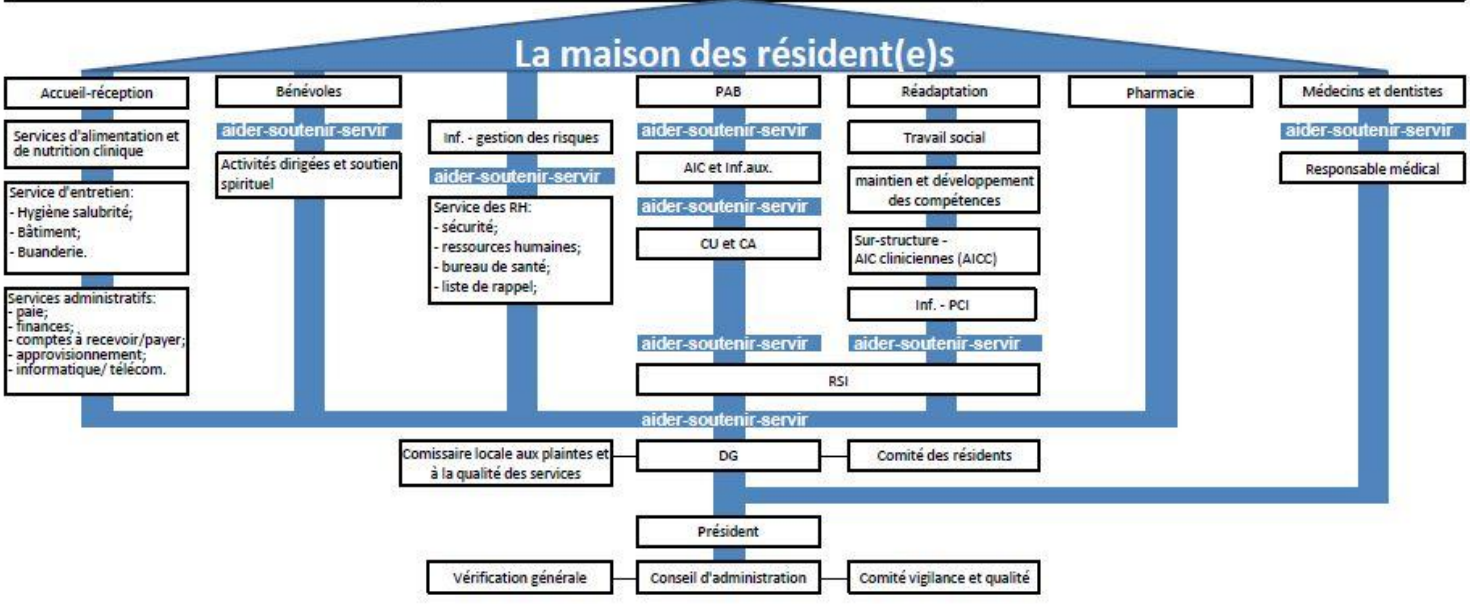 La maison des résident(e)s
Accueil-réception
Services d'alimentation et
de nutrition clinique
Service d'entretien:
- Hygiène salubrité;
- Bâtiment;
- Buanderie.
Services administratifs:
- paie;
- finances;
- comptes à recevoir/payer;
- approvisionnement;
- informatique/ télécom.
Bénévoles
aider-soutenir-servir
Activités dirigées et soutien
spirituel
Inf. - gestion des risques
aider-soutenir-servir
Service des RH:
- sécurité;
- ressources humaines;
- bureau de santé;
- liste de rappel;
PAB
aider-soutenir-servir
AIC et Inf.aux.
aider-soutenir-servir
CU et CA
aider-soutenir-servir
Réadaptation
Travail social
maintien et développement
des compétences
Sur-structure -
AIC cliniciennes (AICC)
Inf. - PCI
aider-soutenir-servir
RSI
Pharmacie
Médecins et dentistes
aider-soutenir-servir
Responsable médical
aider-soutenir-servir
Comissaire locale aux plaintes et
à la qualité des services
DG
Comité des résidents
Président
Vérification générale
Conseil d'administration
Comité vigilance et qualité